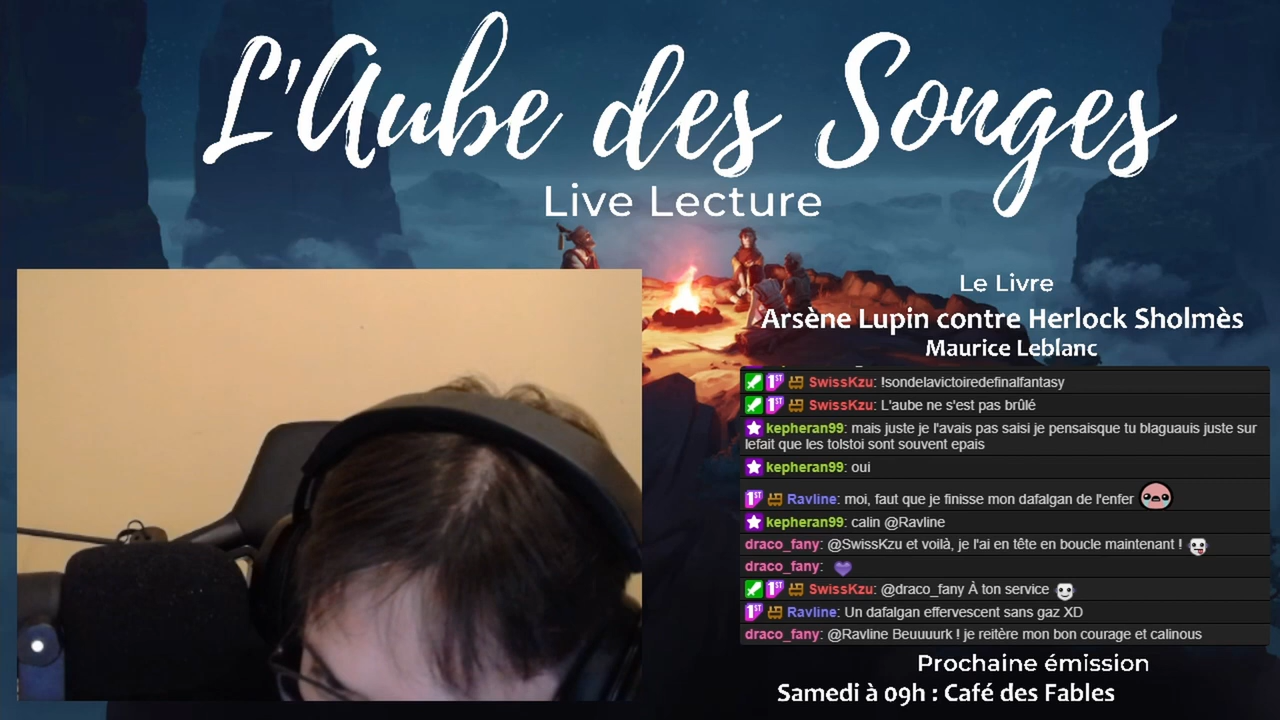 L'Aube des Songes
Live Lecture
Le Livre
Arsène Lupin contre Herlock Sholmès
Maurice Leblanc
SwissKzu: !sondelavictoiredefinalfantasy
SwissKzu: L'aube ne s'est pas brûlé
kepheran99: mais juste je l'avais pas saisi je pensaisque tu blaguauis juste sur
lefait que les tolstoi sont souvent epais
kepheran99: oui
Ravline: moi, faut que je finisse mon dafalgan de l'enfer
kepheran99: calin @Ravline
draco_fany: @SwissKzu et voilà, je l'ai en tête en boucle maintenant !
draco_fany:
SwissKzu: @draco_fany À ton service
Ravline: Un dafalgan effervescent sans gaz XD
draco_fany: @Ravline Beuuuurk ! je reitère mon bon courage et calinous
Prochaine émission
Samedi à 09h : Café des Fables